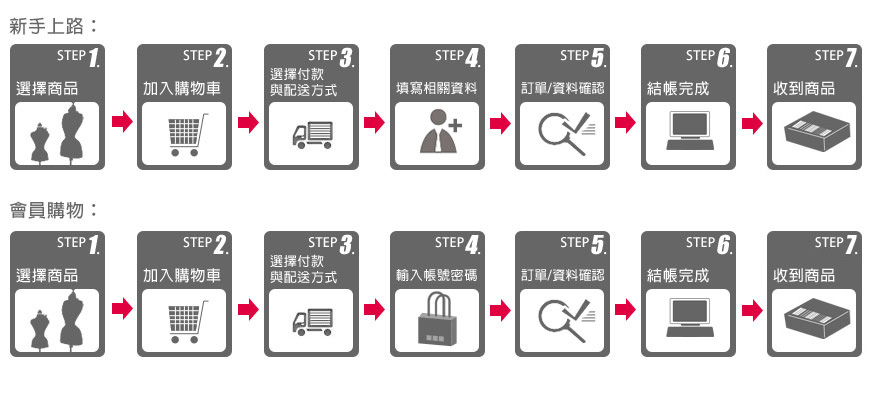 新手上路：
STEP 1.
選擇商品
STEP 2.
加入購物車
STEP 3.
選擇付款
與配送方式
STEP 4.
填寫相關資料
STEP 5.
訂單/資料確認
STEP 6.
結帳完成
STEP 7.
收到商品
會員購物：
STEP 1.
選擇商品
STEP 2.
加入購物車
STEP 3.
選擇付款
與配送方式
STEP 4.
輸入帳號密碼
STEP 5.
訂單/資料確認
STEP 6.
結帳完成
STEP 7.
收到商品